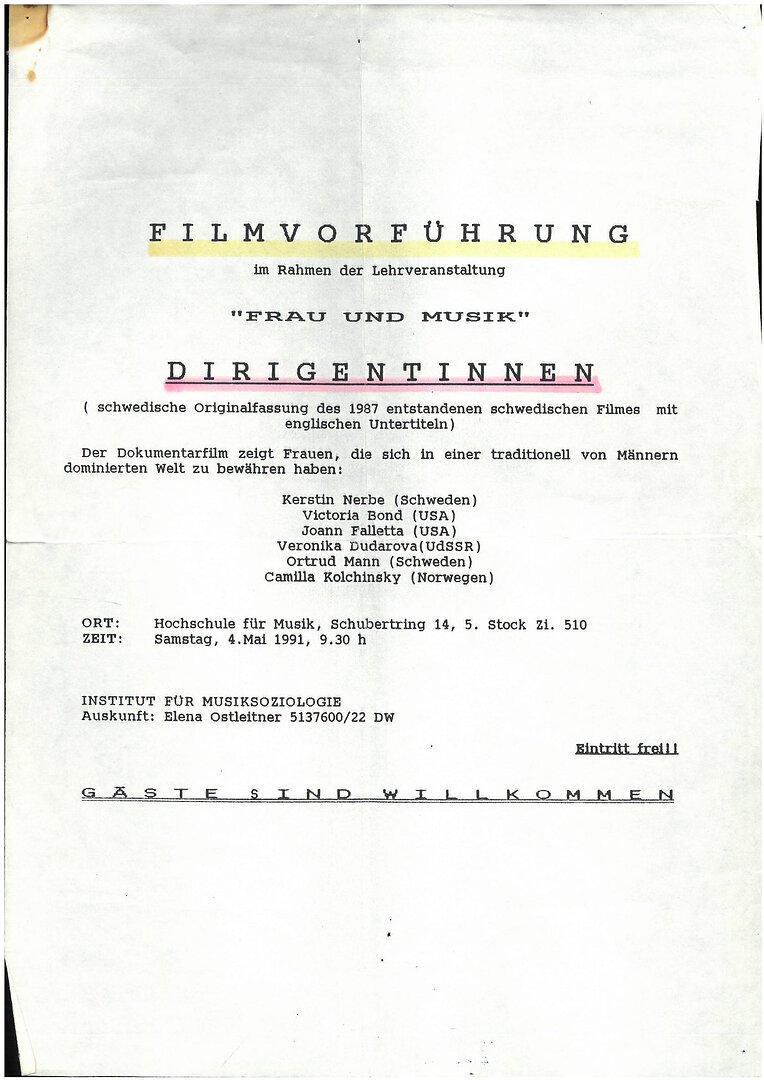 FILMVORFÜHRUNG
im Rahmen der Lehrveranstaltung
"FRAU UND MUSIK"
DIRIGENTINNEN
( schwedische Originalfassung des 1987 entstandenen schwedischen Filmes mit
englischen Untertiteln)
Der Dokumentarfilm zeigt Frauen, die sich in einer traditionell von Männern
dominierten Welt zu bewähren haben:
Kerstin Nerbe (Schweden)
Victoria Bond (USA)
Joann Falletta (USA)
Veronika Dudarova(UdSSR)
Ortrud Mann (Schweden)
Camilla Kolchinsky (Norwegen)
ORT: Hochschule für Musik, Schubertring 14, 5. Stock Zi. 510
ZEIT: Samstag, 4.Mai 1991, 9.30 h
INSTITUT FÜR MUSIKSOZIOLOGIE
Auskunft: Elena Ostleitner 5137600/22 DW
Eintritt frei!!
GÄSTE SIND WILLKOMMEN